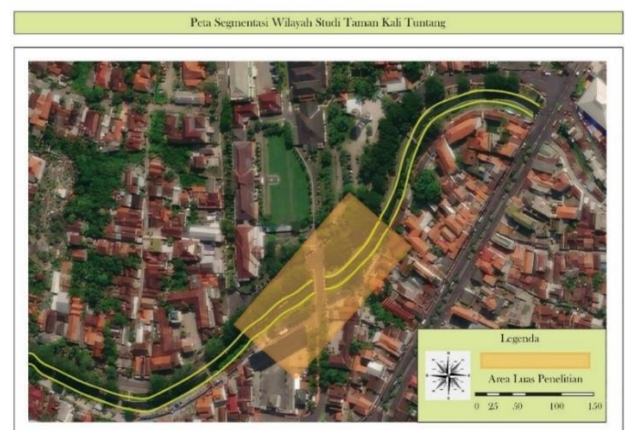 Peta Segmentasi Wilayah Studi Taman Kali Tuntang
Legenda
Area Luas Penelitian
0 25 50 100 150